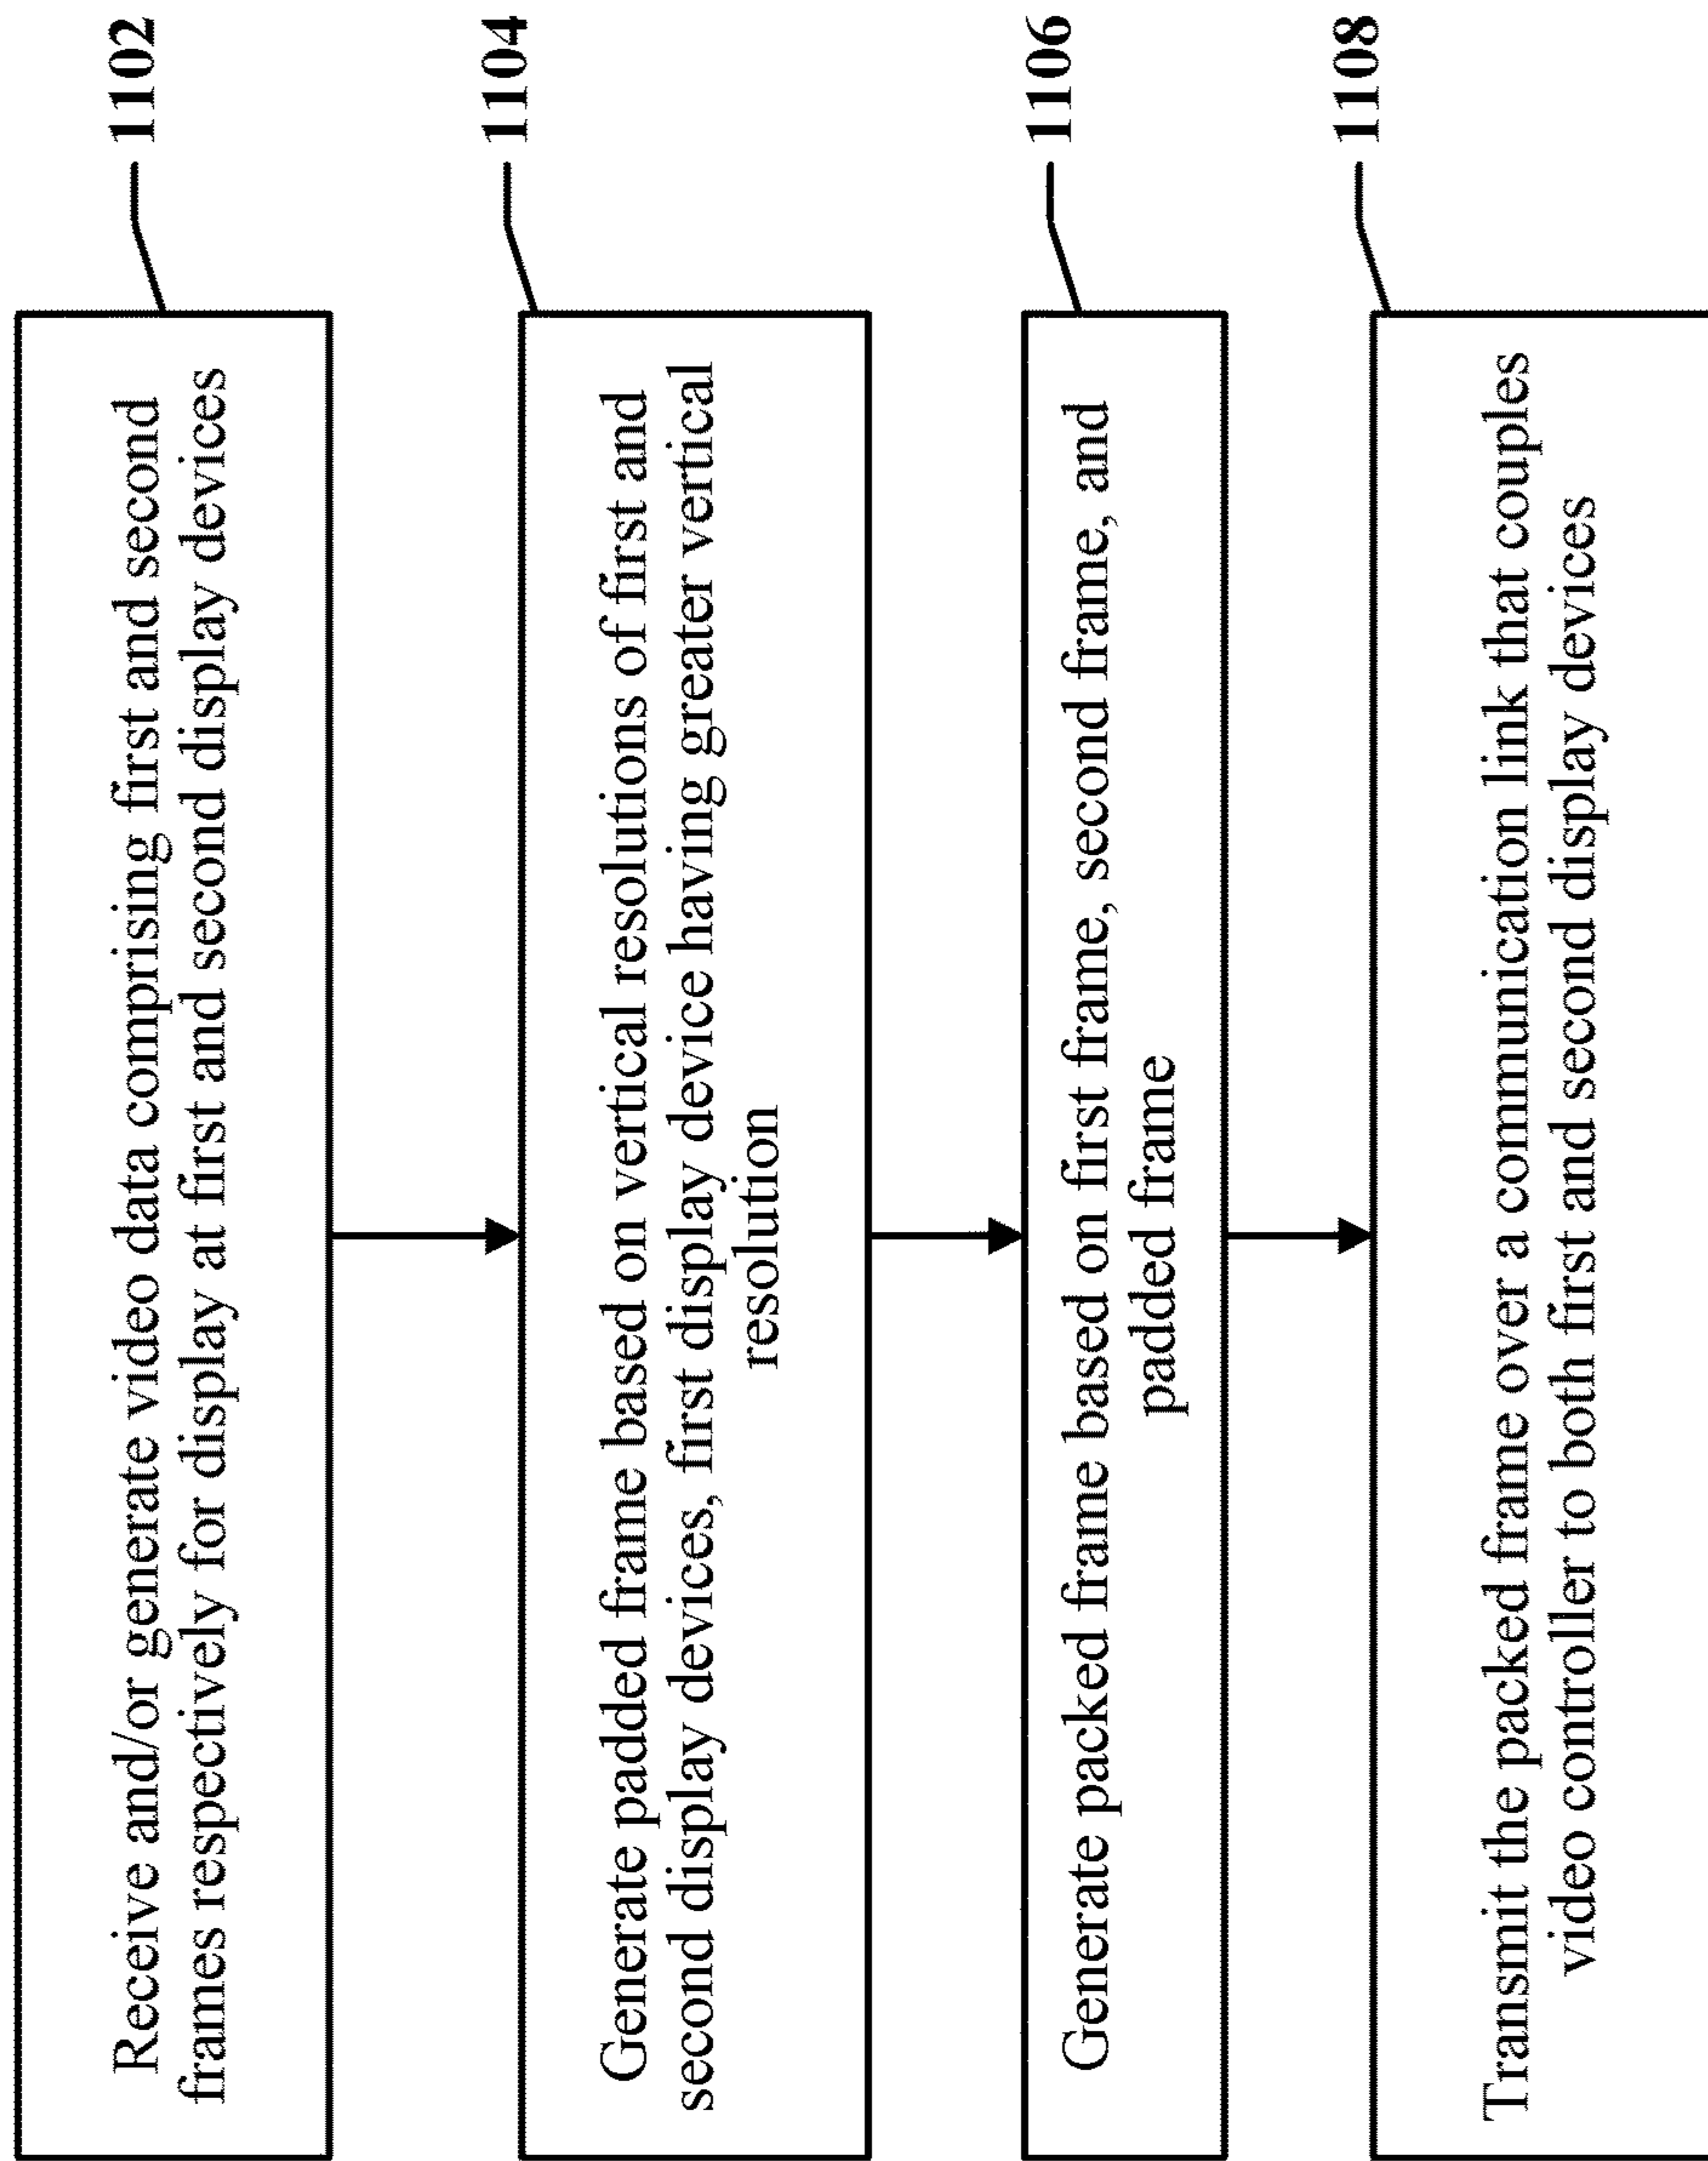 1102
Receive and/or generate video data comprising first and second
frames respectively for display at first and second display devices
1104
Generate padded frame based on vertical resolutions of first and
second display devices, first display device having greater vertical
resolution
1106
Generate packed frame based on first frame, second frame, and
padded frame
1108
Transmit the packed frame over a communication link that couples
video controller to both first and second display devices